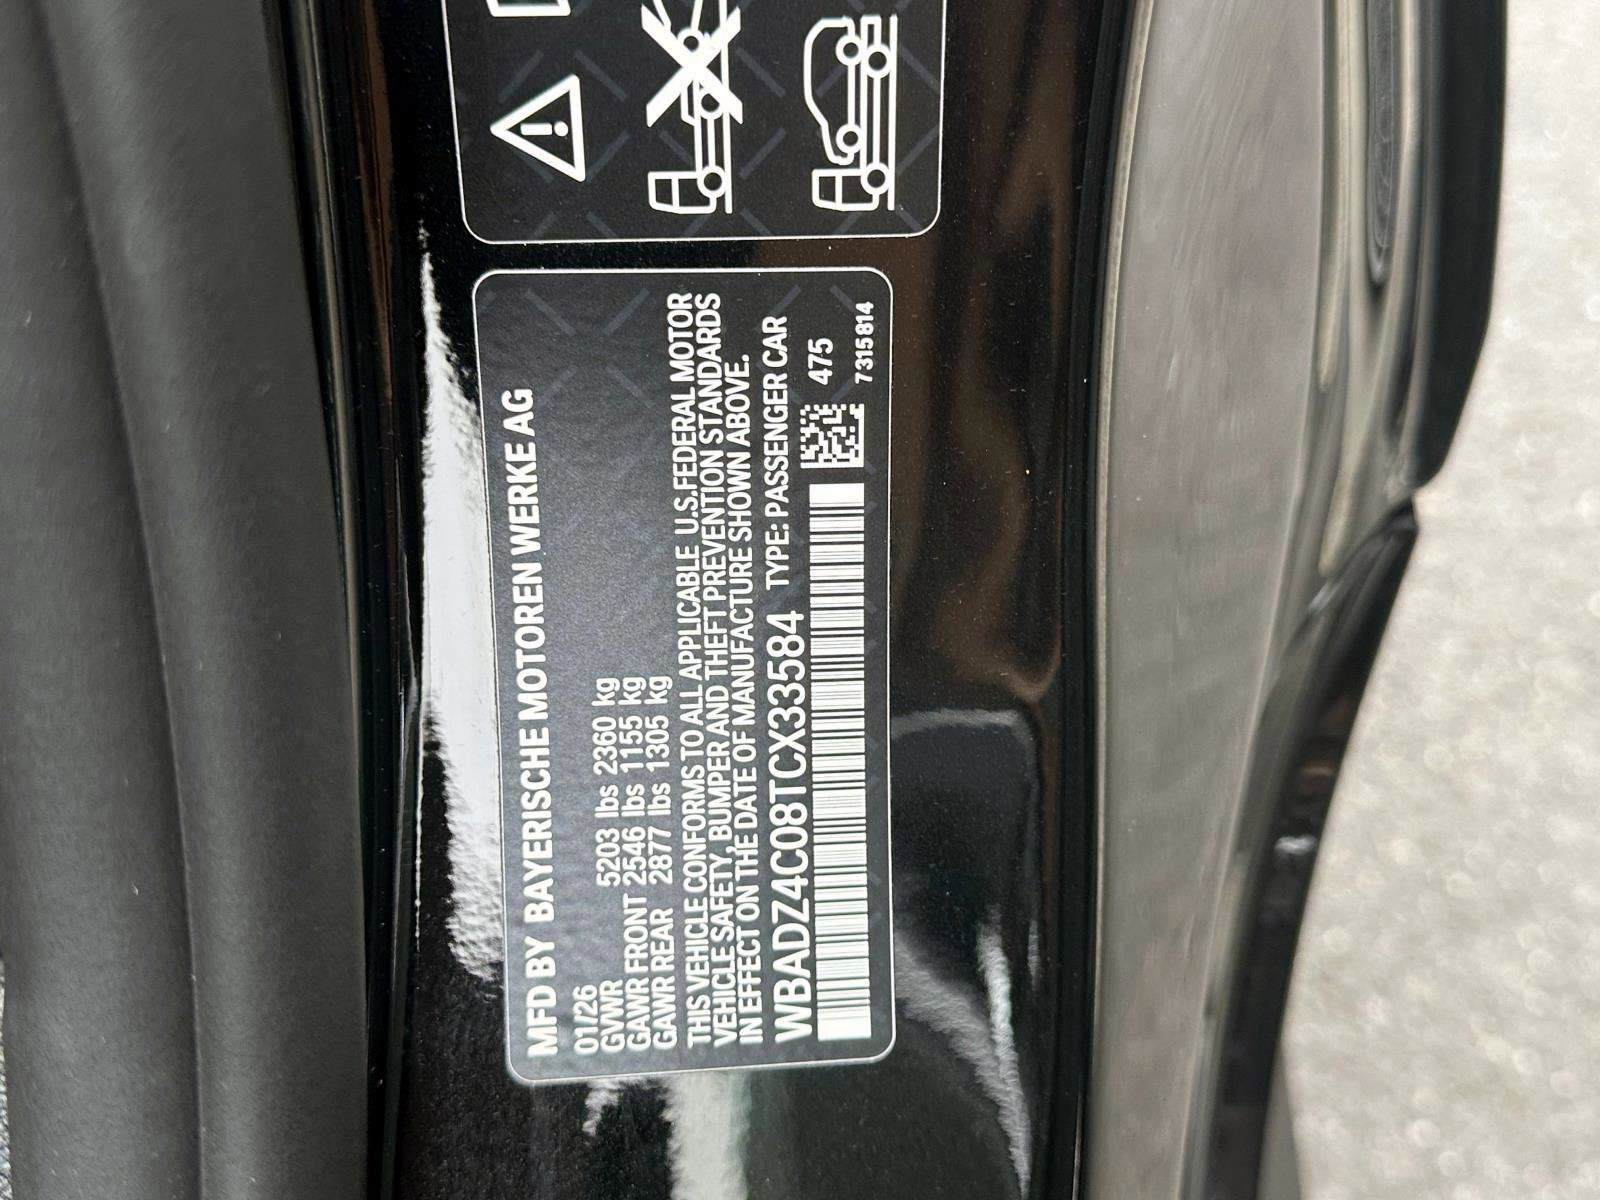 MFD BY BAYERISCHE MOTOREN WERKE AG
01/26
GVWR 5203 lbs 2360 kg
GAWR FRONT 2546 lbs 1155 kg
GAWR REAR 2877 lbs 1305 kg
THIS VEHICLE CONFORMS TO ALL APPLICABLE U.S.FEDERAL MOTOR
VEHICLE SAFETY, BUMPER AND THEFT PREVENTION STANDARDS
IN EFFECT ON THE DATE OF MANUFACTURE SHOWN ABOVE.
WBADZ4C08TCX33584 TYPE: PASSENGER CAR
475
7315814